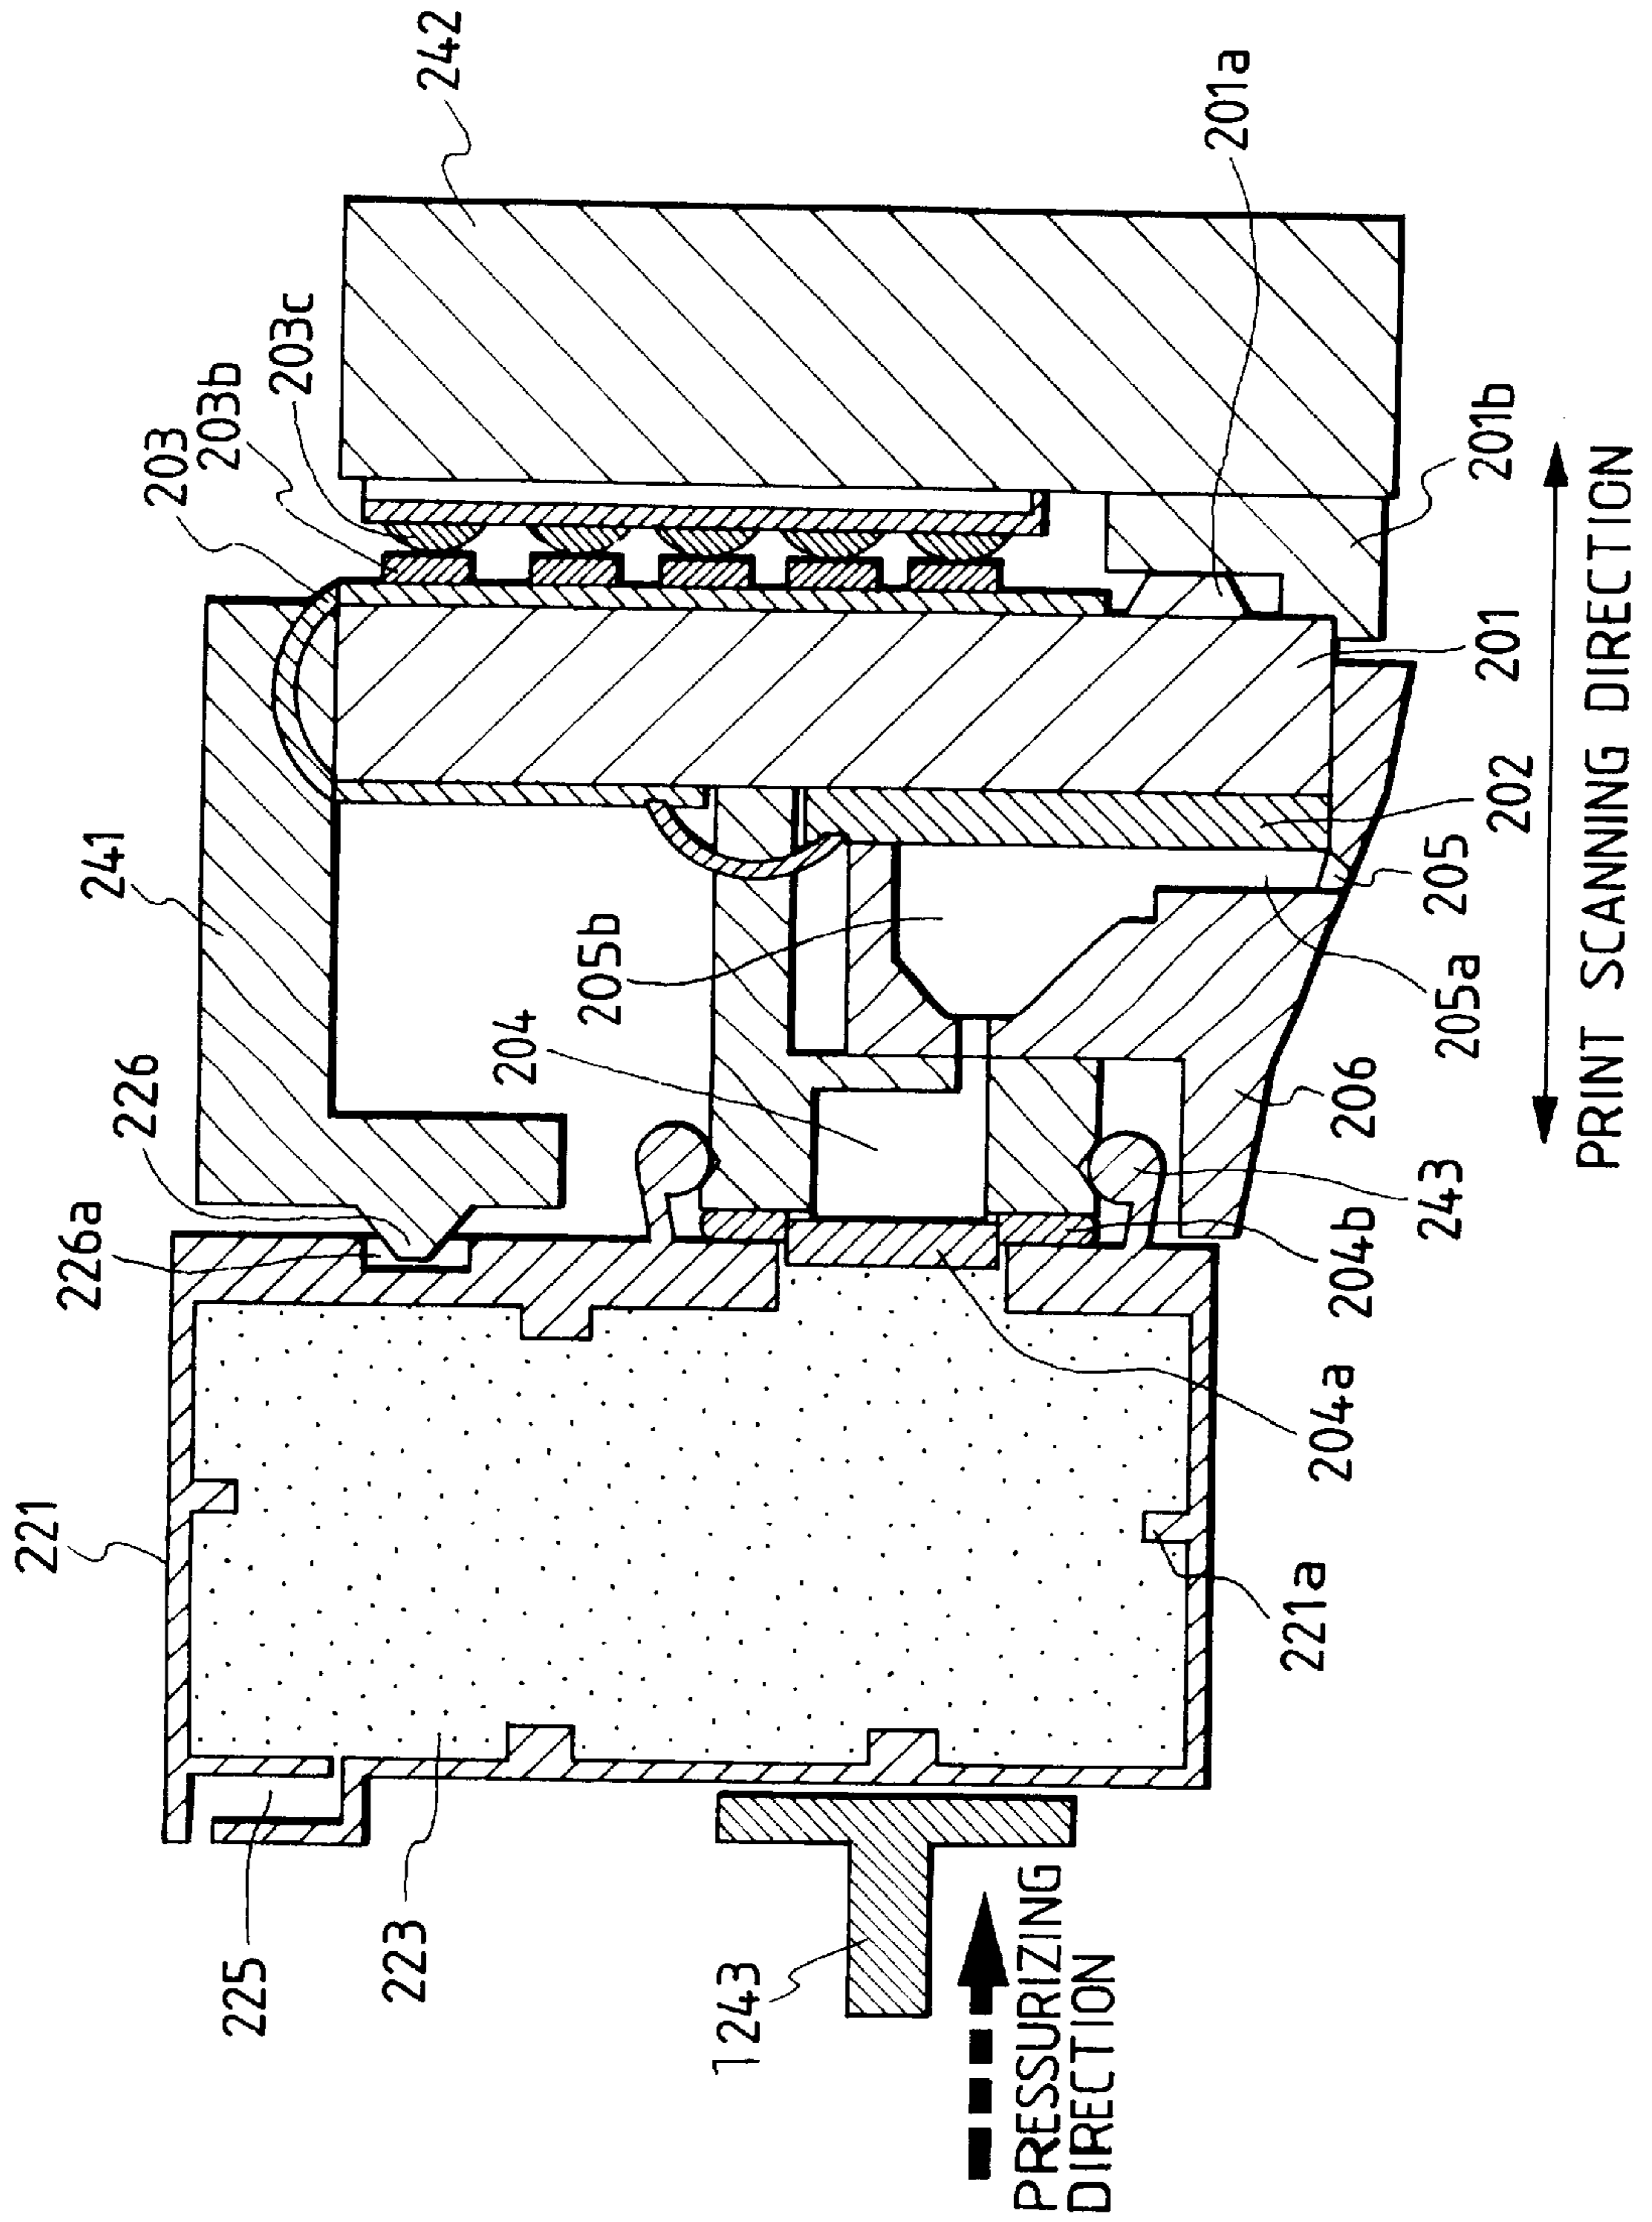 242
201a
203c
203b
203
201b
PRINT SCANNING DIRECTION
201
202
205
205a
241
205b
204
206
226
243
226a
204b
204a
221
221a
225
223
1243
PRESSURIZING
DIRECTION